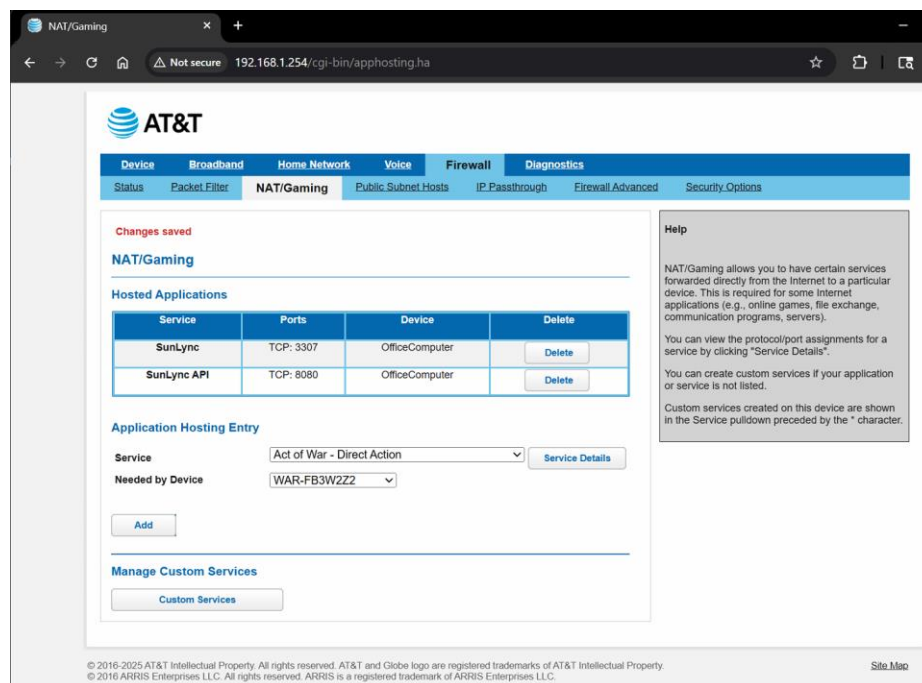 NAT/Gaming
Not secure 192.168.1.254/cgi-bin/apphosting.ha
AT&T
Device Broadband Home Network Voice Firewall Diagnostics
Status Packet Filter NAT/Gaming Public Subnet Hosts IP Passthrough Firewall Advanced Security Options
Changes saved
NAT/Gaming
Hosted Applications
Service Ports Device Delete
SunLync TCP: 3307 OfficeComputer Delete
SunLync API TCP: 8080 OfficeComputer Delete
Application Hosting Entry
Service Act of War - Direct Action Service Details
Needed by Device WAR-FB3W2Z2
Add
Manage Custom Services
Custom Services
Help
NAT/Gaming allows you to have certain services
forwarded directly from the Internet to a particular
device. This is required for some Internet
applications (e.g., online games, file exchange,
communication programs, servers).
You can view the protocol/port assignments for a
service by clicking "Service Details".
You can create custom services if your application
or service is not listed.
Custom services created on this device are shown
in the Service pulldown preceded by the * character.
© 2016-2025 AT&T Intellectual Property. All rights reserved. AT&T and Globe logo are registered trademarks of AT&T Intellectual Property. Site Map
© 2016 ARRIS Enterprises LLC. All rights reserved. ARRIS is a registered trademark of ARRIS Enterprises LLC.